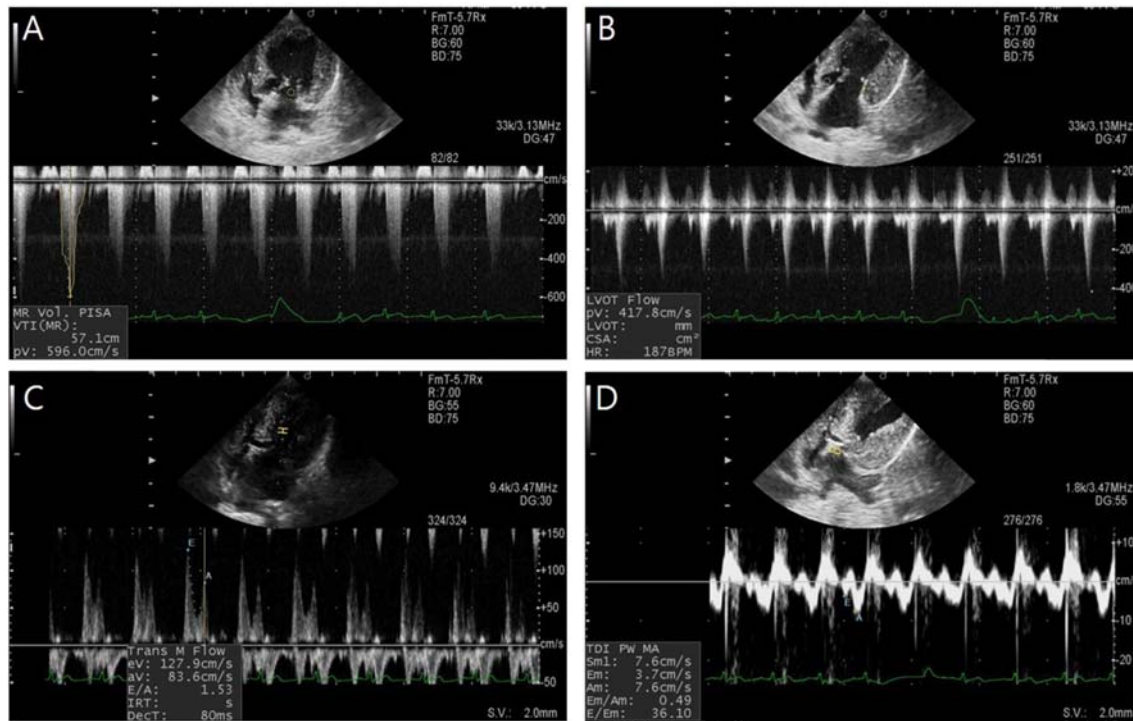 A
FmT-5.7Rx
R:7.00
BG:60
BD:75
33k/3.13MHz
DG:47
82/82
cm/s
-200
-400
-600
MR Vol. PISA
VTI(MR):
57.1cm
pV: 596.0cm/s
B
FmT-5.7Rx
R:7.00
BG:60
BD:75
33k/3.13MHz
DG:47
251/251
20
cm/
-20
40
LVOT Flow
pV: 417.8cm/s
LVOT: mm
CSA: cm²
HR: 187BPM
C
FmT-5.7Rx
R:7.00
BG:55
BD:75
9.4k/3.47MHz
DG:30
324/324
150
E
A
100
50
cm/s
-50
Trans M Flow
eV: 127.9cm/s
aV: 83.6cm/s
E/A: 1.53
IRT: s
DecT: 80ms
S.V.: 2.0mm
D
FmT-5.7Rx
R:7.00
BG:60
BD:75
1.8k/3.47MHz
DG:55
276/276
10
cm/s
E
A
10
20
TDI PW MA
Sm1: 7.6cm/s
Em: 3.7cm/s
Am: 7.6cm/s
Em/Am: 0.49
E/Em: 36.10
S.V.: 2.0mm